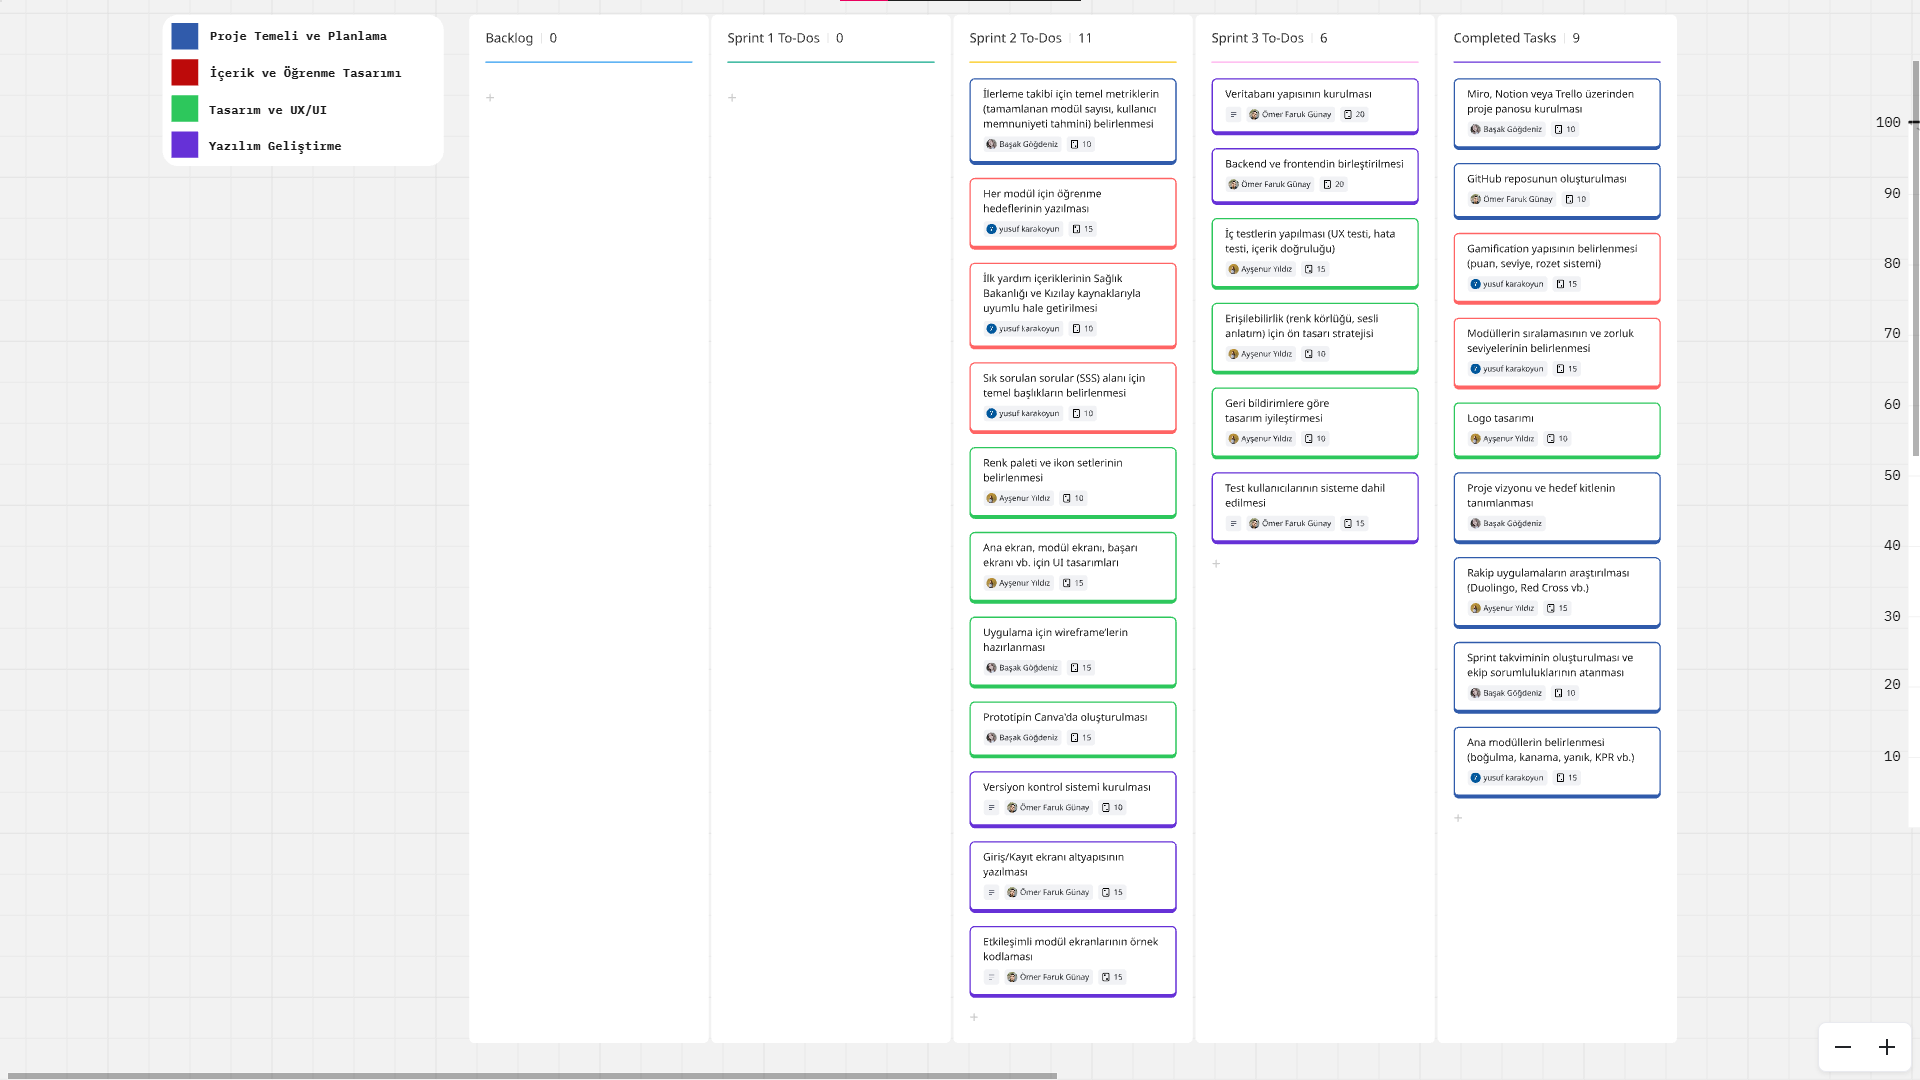 Proje Temeli ve Planlama
İçerik ve Öğrenme Tasarımı
Tasarım ve UX/UI
Yazılım Geliştirme
Backlog 0
Sprint 1 To-Dos 0
Sprint 2 To-Dos 11
İlerleme takibi için temel metriklerin
(tamamlanan modül sayısı, kullanıcı
memnuniyeti tahmini) belirlenmesi
Başak Göğdeniz 10
Her modül için öğrenme
hedeflerinin yazılması
yusuf karakoyun 15
İlk yardım içeriklerinin Sağlık
Bakanlığı ve Kızılay kaynaklarıyla
uyumlu hale getirilmesi
yusuf karakoyun 10
Sık sorulan sorular (SSS) alanı için
temel başlıkların belirlenmesi
yusuf karakoyun 10
Renk paleti ve ikon setlerinin
belirlenmesi
Ayşenur Yıldız 10
Ana ekran, modül ekranı, başarı
ekranı vb. için UI tasarımları
Ayşenur Yıldız 15
Uygulama için wireframe'lerin
hazırlanması
Başak Göğdeniz 15
Prototipin Canva'da oluşturulması
Başak Göğdeniz 15
Versiyon kontrol sistemi kurulması
Ömer Faruk Günay 10
Giriş/Kayıt ekranı altyapısının
yazılması
Ömer Faruk Günay 15
Etkileşimli modül ekranlarının örnek
kodlaması
Ömer Faruk Günay 15
Sprint 3 To-Dos 6
Veritabanı yapısının kurulması
Ömer Faruk Günay 20
Backend ve frontendin birleştirilmesi
Ömer Faruk Günay 20
İç testlerin yapılması (UX testi, hata
testi, içerik doğruluğu)
Ayşenur Yıldız 15
Erişilebilirlik (renk körlüğü, sesli
anlatım) için ön tasarı stratejisi
Ayşenur Yıldız 10
Geri bildirimlere göre
tasarım iyileştirmesi
Ayşenur Yıldız 10
Test kullanıcılarının sisteme dahil
edilmesi
Ömer Faruk Günay 15
Completed Tasks 9
Miro, Notion veya Trello üzerinden
proje panosu kurulması
Başak Göğdeniz 10
GitHub reposunun oluşturulması
Ömer Faruk Günay 10
Gamification yapısının belirlenmesi
(puan, seviye, rozet sistemi)
yusuf karakoyun 15
Modüllerin sıralamasının ve zorluk
seviyelerinin belirlenmesi
yusuf karakoyun 15
Logo tasarımı
Ayşenur Yıldız 10
Proje vizyonu ve hedef kitlenin
tanımlanması
Başak Göğdeniz
Rakip uygulamaların araştırılması
(Duolingo, Red Cross vb.)
Ayşenur Yıldız 15
Sprint takviminin oluşturulması ve
ekip sorumluluklarının atanması
Başak Göğdeniz 10
Ana modüllerin belirlenmesi
(boğulma, kanama, yanık, KPR vb.)
yusuf karakoyun 15
100
90
80
70
60
50
40
30
20
10